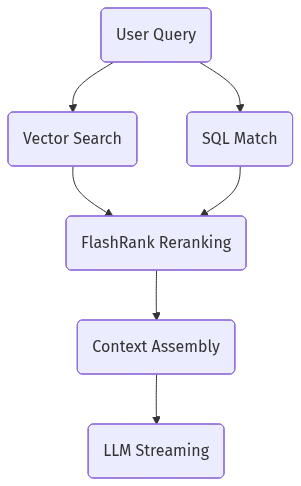 User Query
Vector Search
SQL Match
FlashRank Reranking
Context Assembly
LLM Streaming